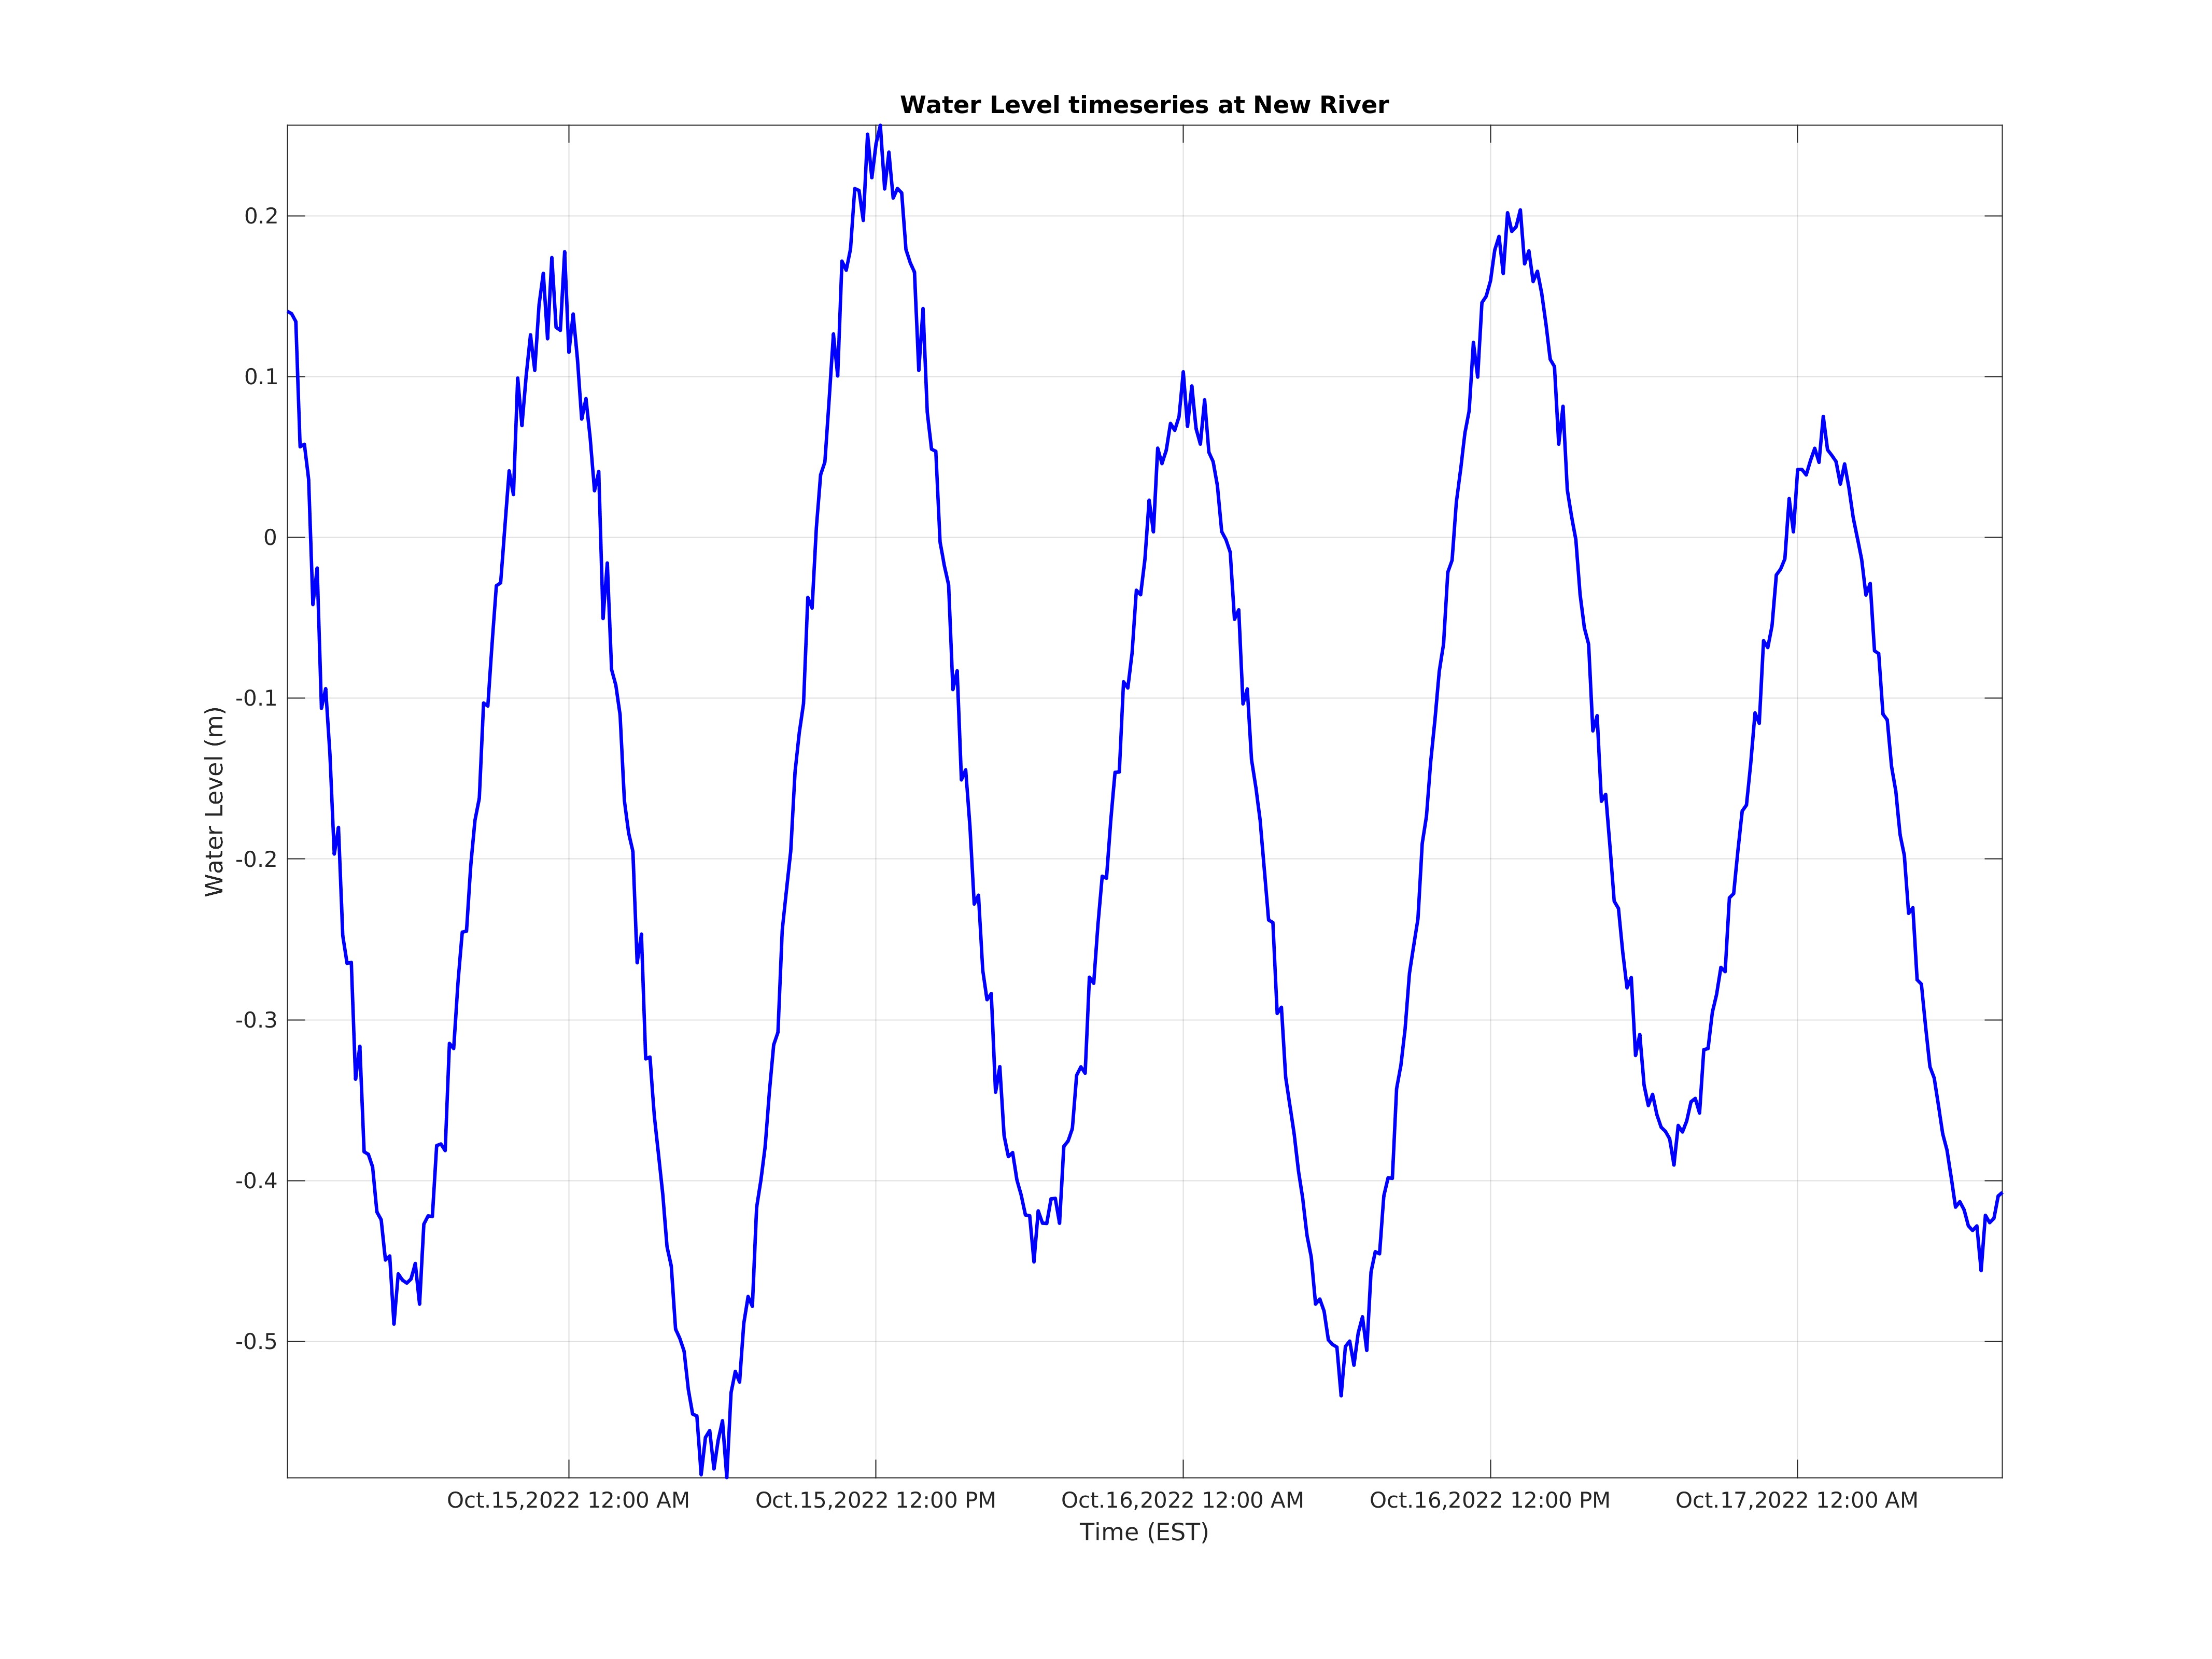 Water Level timeseries at New River
Water Level (m)
0.2
0.1
0
-0.1
-0.2
-0.3
-0.4
-0.5
Oct.15,2022 12:00 AM
Oct.15,2022 12:00 PM
Oct.16,2022 12:00 AM
Oct.16,2022 12:00 PM
Oct.17,2022 12:00 AM
Time (EST)